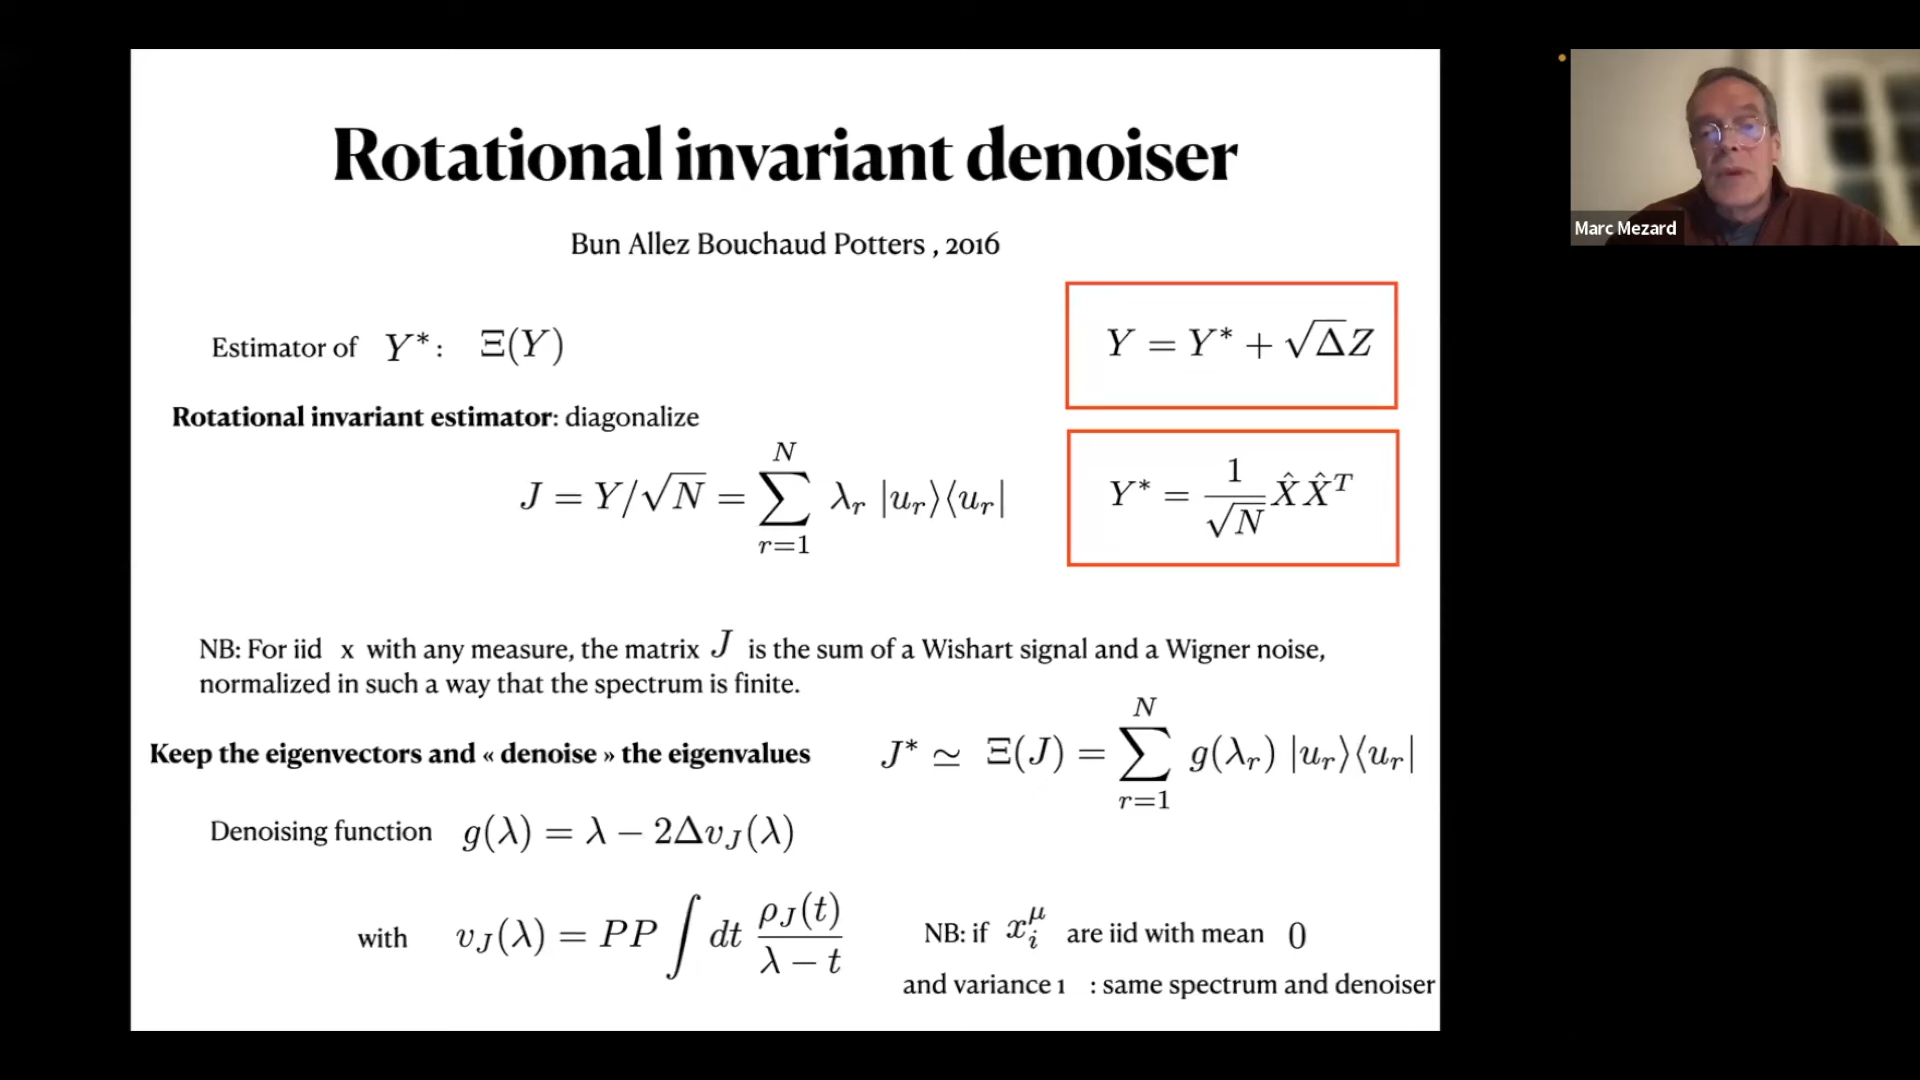 Rotational invariant denoiser
Bun Allez Bouchaud Potters , 2016
Estimator of Y* : Ξ(Y)
Y = Y* + √Δ Z
Rotational invariant estimator: diagonalize
J = Y/√N = ∑_{r=1}^{N} λ_r |u_r⟩⟨u_r|
Y* = 1/√N X̂ X̂^T
NB: For iid x with any measure, the matrix J is the sum of a Wishart signal and a Wigner noise,
normalized in such a way that the spectrum is finite.
Keep the eigenvectors and « denoise » the eigenvalues J* ≃ Ξ(J) = ∑_{r=1}^{N} g(λ_r) |u_r⟩⟨u_r|
Denoising function g(λ) = λ − 2Δv_J(λ)
with v_J(λ) = PP ∫ dt ρ_J(t)/(λ − t)
NB: if x_i^μ are iid with mean 0
and variance 1 : same spectrum and denoiser
Marc Mezard